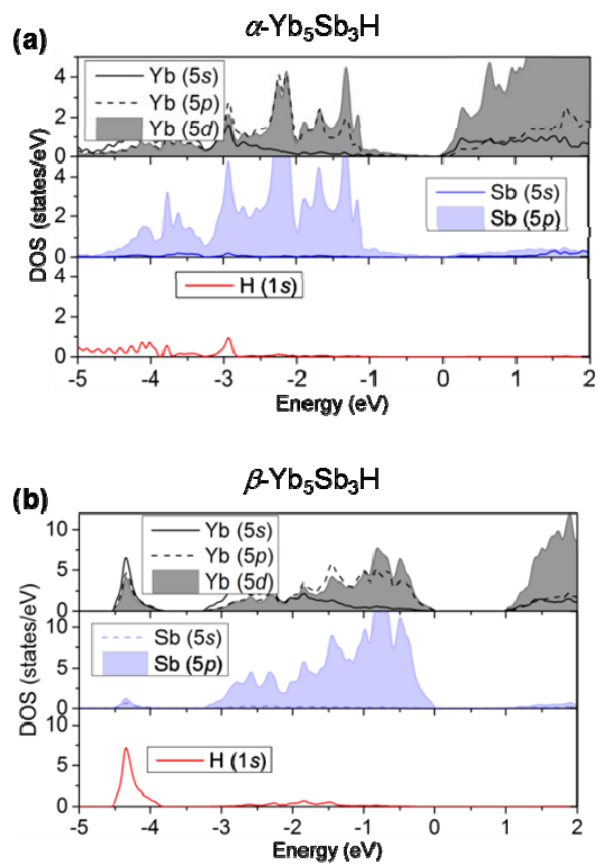 α-Yb5Sb3H
(a)
4
2
0
Yb (5s)
Yb (5p)
Yb (5d)
4
2
0
Sb (5s)
Sb (5p)
DOS (states/eV)
4
2
0
H (1s)
-5 -4 -3 -2 -1 0 1 2
Energy (eV)
β-Yb5Sb3H
(b)
10
5
0
Yb (5s)
Yb (5p)
Yb (5d)
10
5
0
Sb (5s)
Sb (5p)
DOS (states/eV)
10
5
0
H (1s)
-5 -4 -3 -2 -1 0 1 2
Energy (eV)